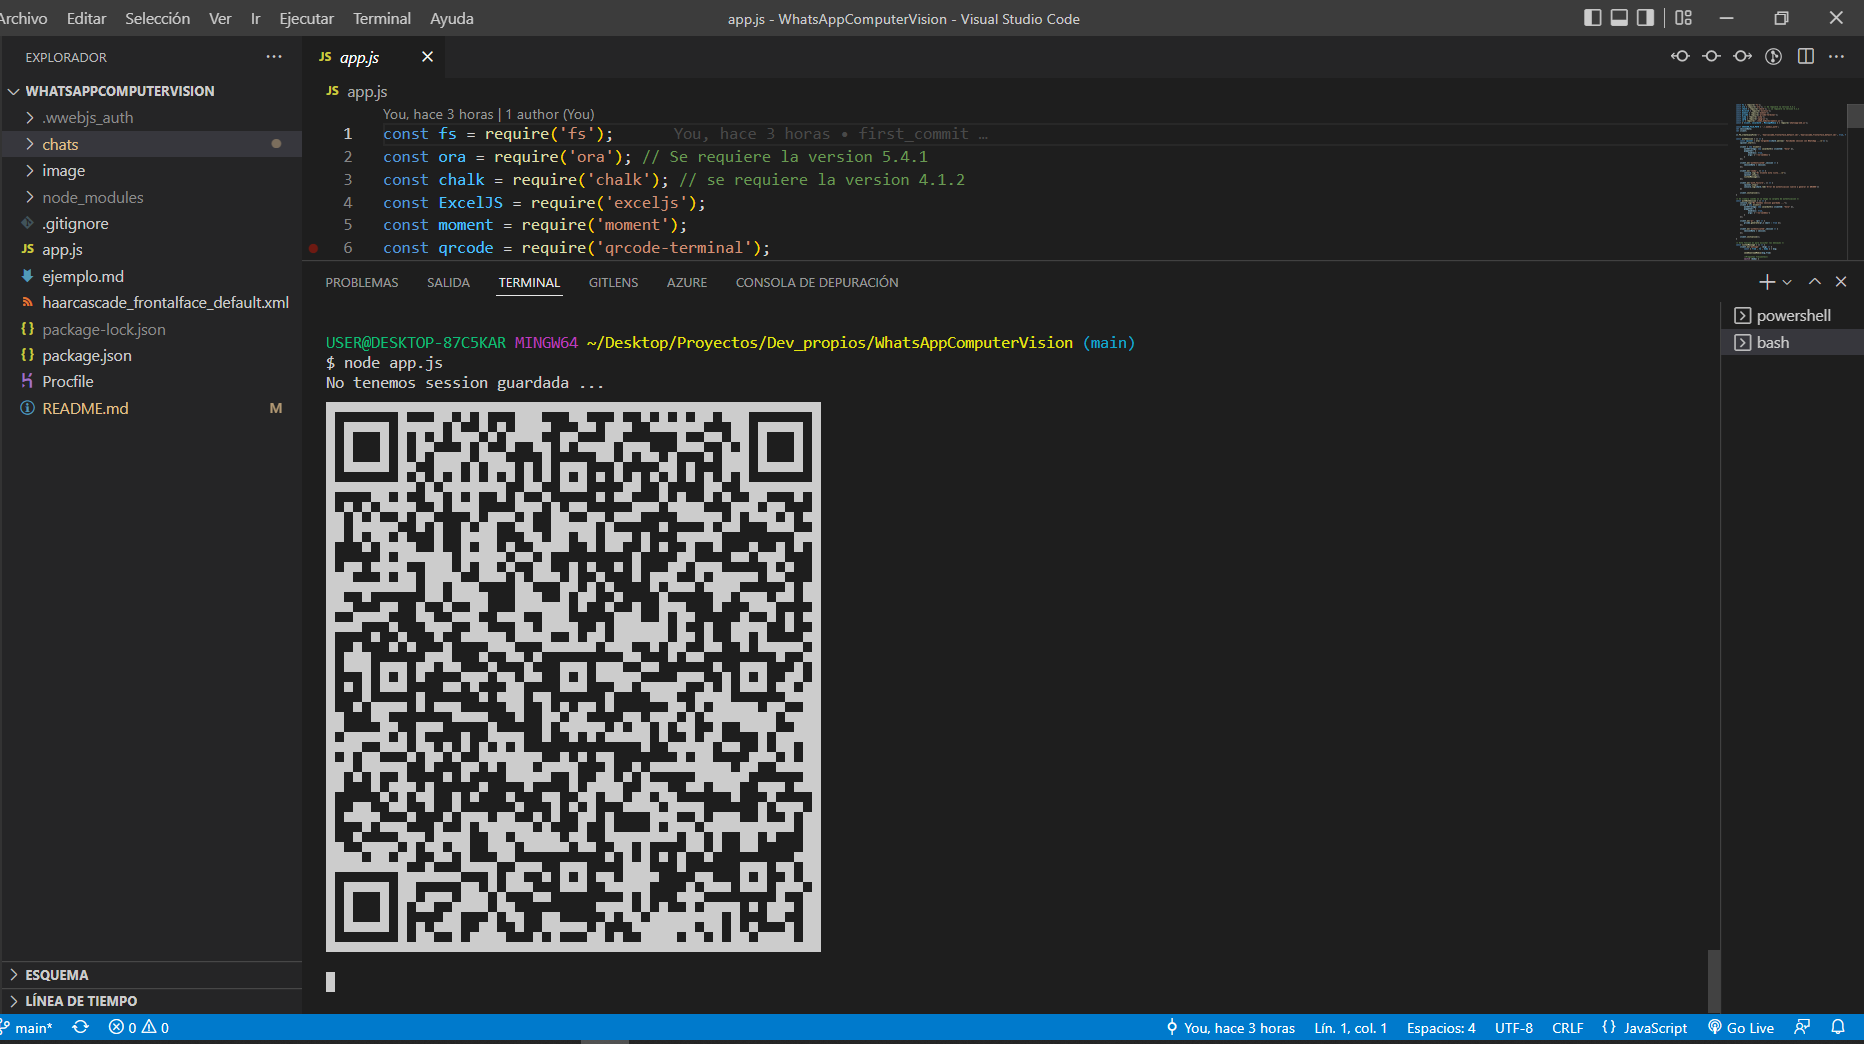 Archivo Editar Selección Ver Ir Ejecutar Terminal Ayuda
app.js - WhatsAppComputerVision - Visual Studio Code
EXPLORADOR
WHATSAPPCOMPUTERVISION
.wwebjs_auth
chats
image
node_modules
.gitignore
JS app.js
ejemplo.md
haarcascade_frontalface_default.xml
{} package-lock.json
{} package.json
Procfile
README.md M
ESQUEMA
LÍNEA DE TIEMPO
JS app.js
JS app.js
You, hace 3 horas | 1 author (You)
1 const fs = require('fs'); You, hace 3 horas • first_commit …
2 const ora = require('ora'); // Se requiere la version 5.4.1
3 const chalk = require('chalk'); // se requiere la version 4.1.2
4 const ExcelJS = require('exceljs');
5 const moment = require('moment');
6 const qrcode = require('qrcode-terminal');
PROBLEMAS SALIDA TERMINAL GITLENS AZURE CONSOLA DE DEPURACIÓN
USER@DESKTOP-87C5KAR MINGW64 ~/Desktop/Proyectos/Dev_propios/WhatsAppComputerVision (main)
$ node app.js
No tenemos session guardada ...
powershell
bash
main* 0 0 You, hace 3 horas Lín. 1, col. 1 Espacios: 4 UTF-8 CRLF {} JavaScript Go Live